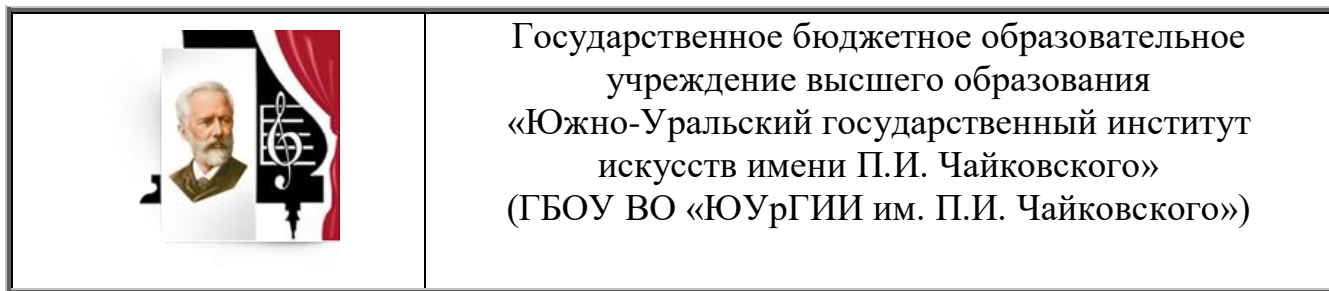 Государственное бюджетное образовательное
учреждение высшего образования
«Южно-Уральский государственный институт
искусств имени П.И. Чайковского»
(ГБОУ ВО «ЮУрГИИ им. П.И. Чайковского»)